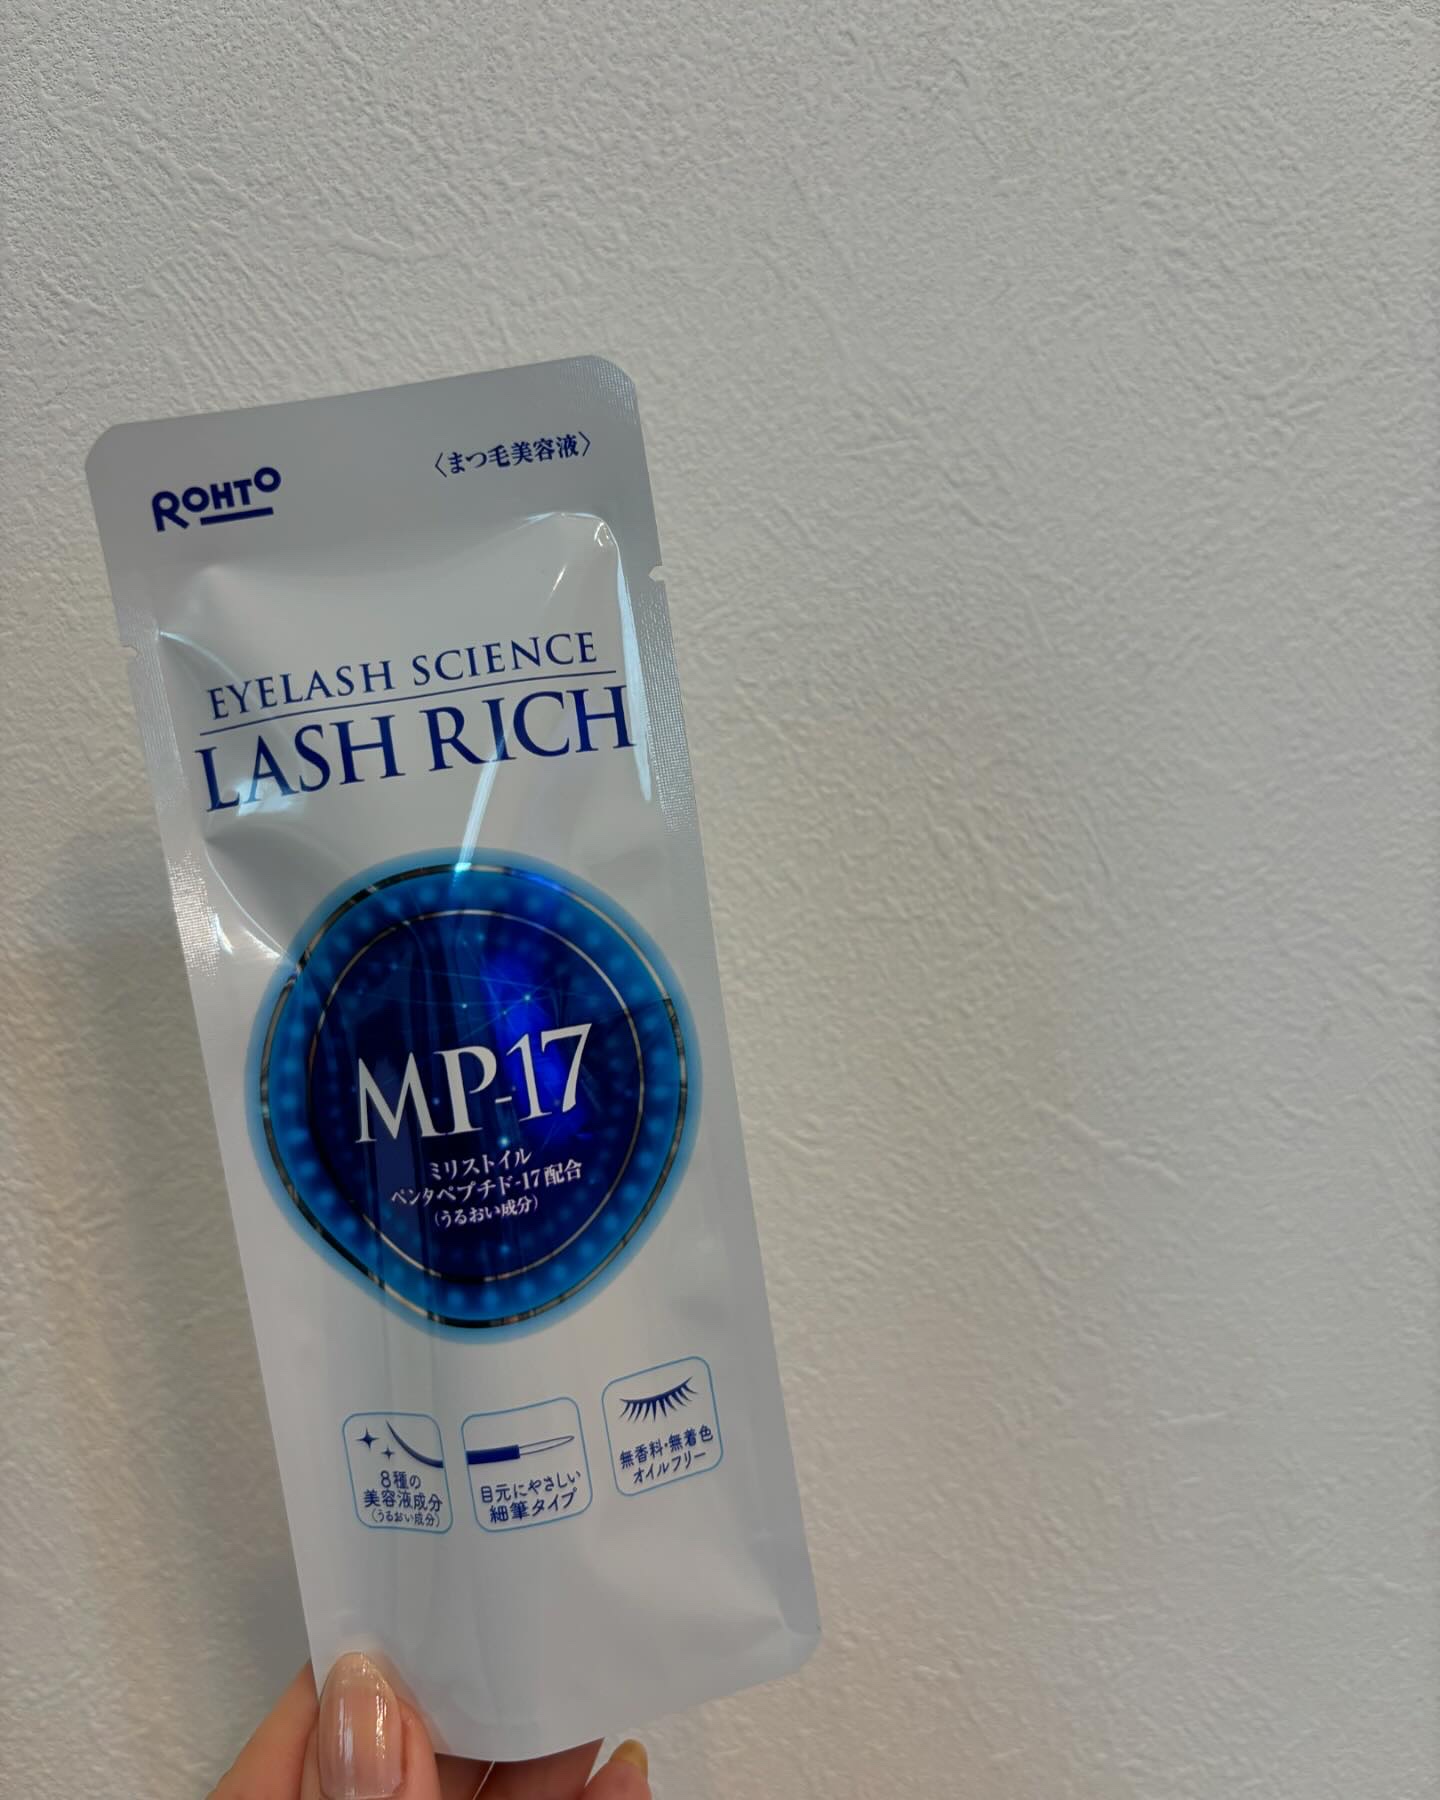 ROHTO
〈まつ毛美容液〉
EYELASH SCIENCE
LASH RICH
MP-17
ミリストイル
ペンタペプチド-17配合
(うるおい成分)
8種の
美容液成分
(うるおい成分)
目元にやさしい
細筆タイプ
無香料・無着色
オイルフリー